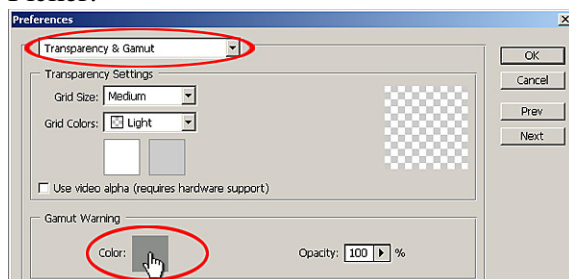 Preferences
Transparency & Gamut
OK
Transparency Settings
Cancel
Grid Size: Medium
Prev
Grid Colors: Light
Next
Use video alpha (requires hardware support)
Gamut Warning
Color:
Opacity: 100 %